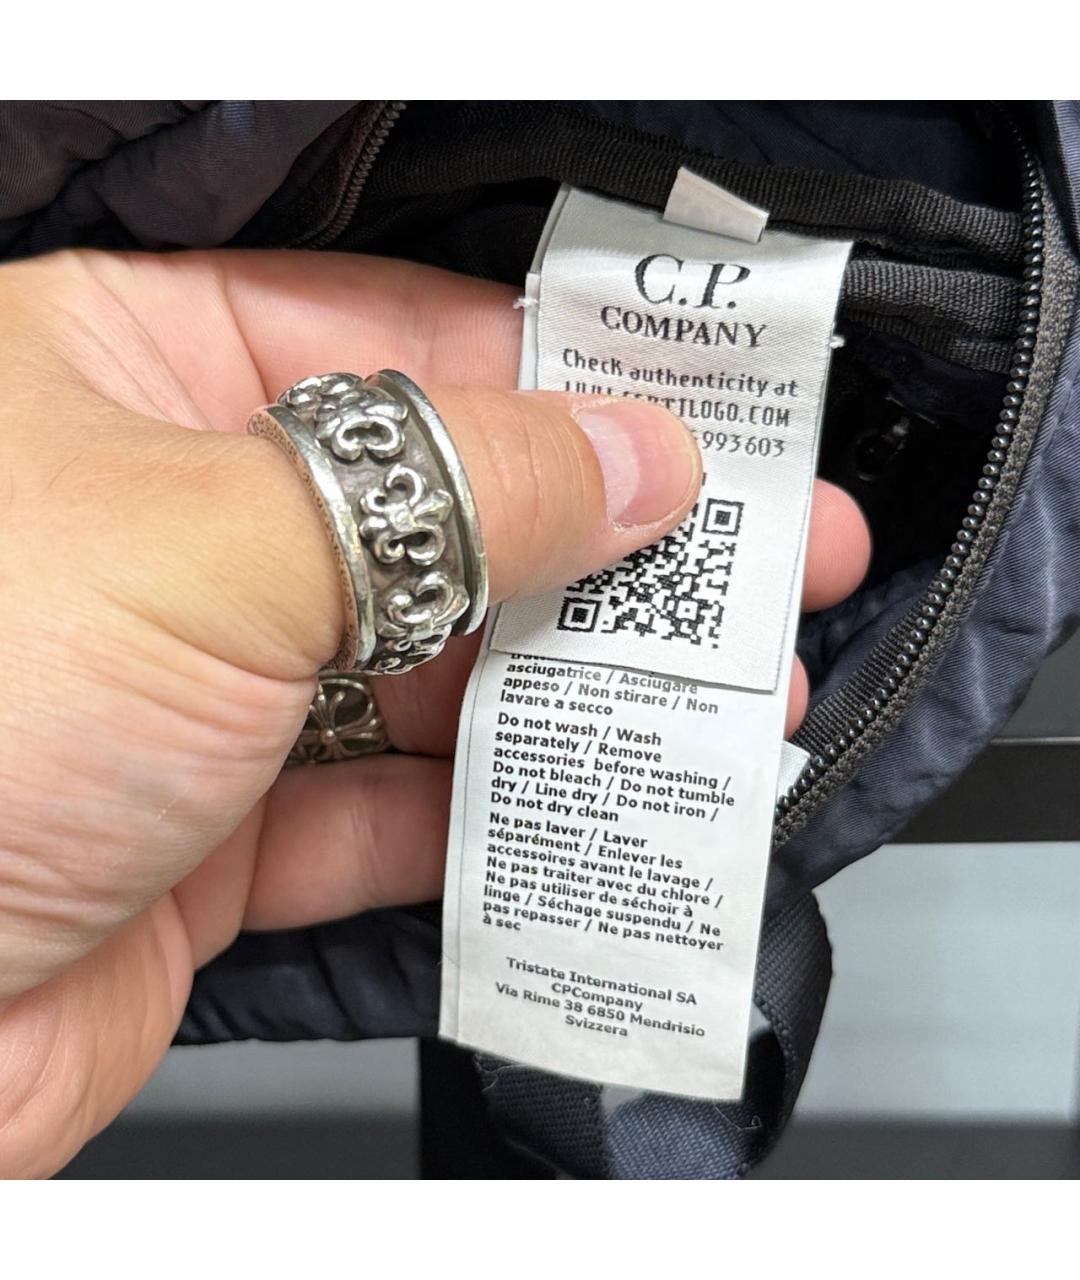 C.P.
COMPANY
Check authenticity at
LOGO.COM
993603
asciugatrice / Asciugare
appeso / Non stirare / Non
lavare a secco
Do not wash / Wash
separately / Remove
accessories before washing /
Do not bleach / Do not tumble
dry / Line dry / Do not iron /
Do not dry clean
Ne pas laver / Laver
séparément / Enlever les
accessoires avant le lavage /
Ne pas traiter avec du chlore /
Ne pas utiliser de séchoir à
linge / Séchage suspendu / Ne
pas repasser / Ne pas nettoyer
à sec
Tristate International SA
CPCompany
Via Rime 38 6850 Mendrisio
Svizzera